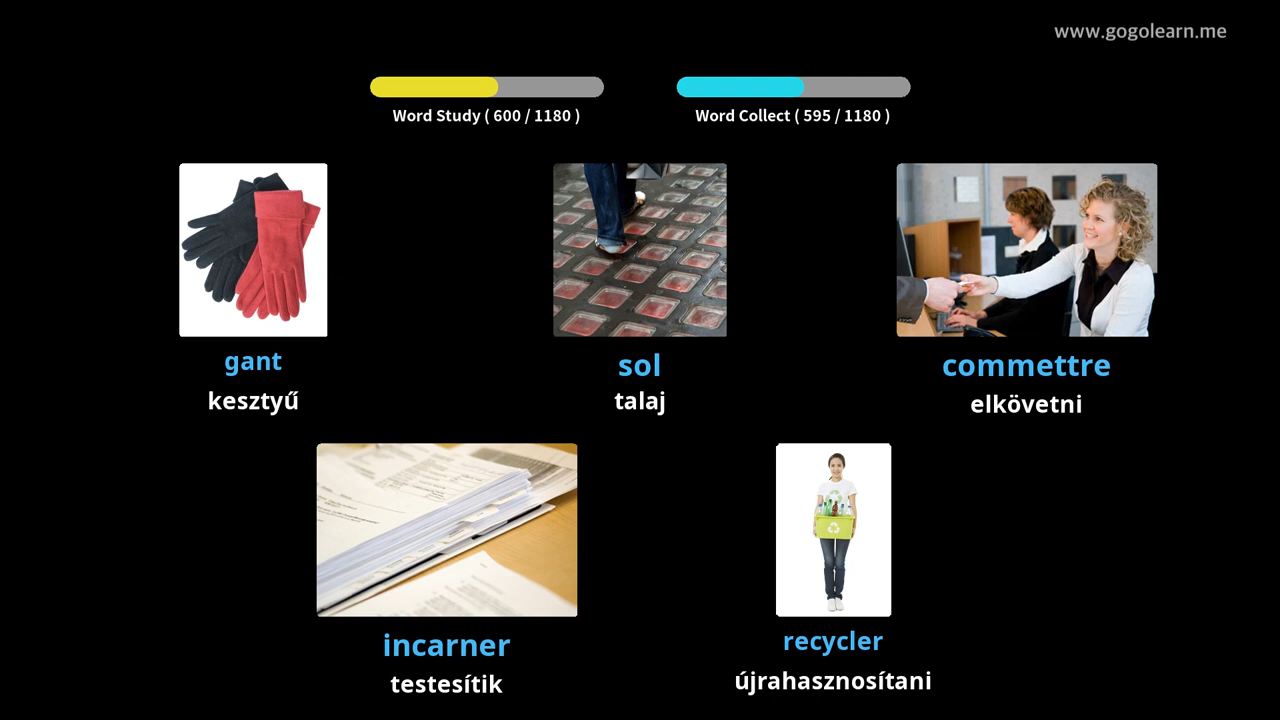 www.gogolearn.me
Word Study ( 600 / 1180 )
Word Collect ( 595 / 1180 )
gant
kesztyű
sol
talaj
commettre
elkövetni
incarner
testesítik
recycler
újrahasznosítani